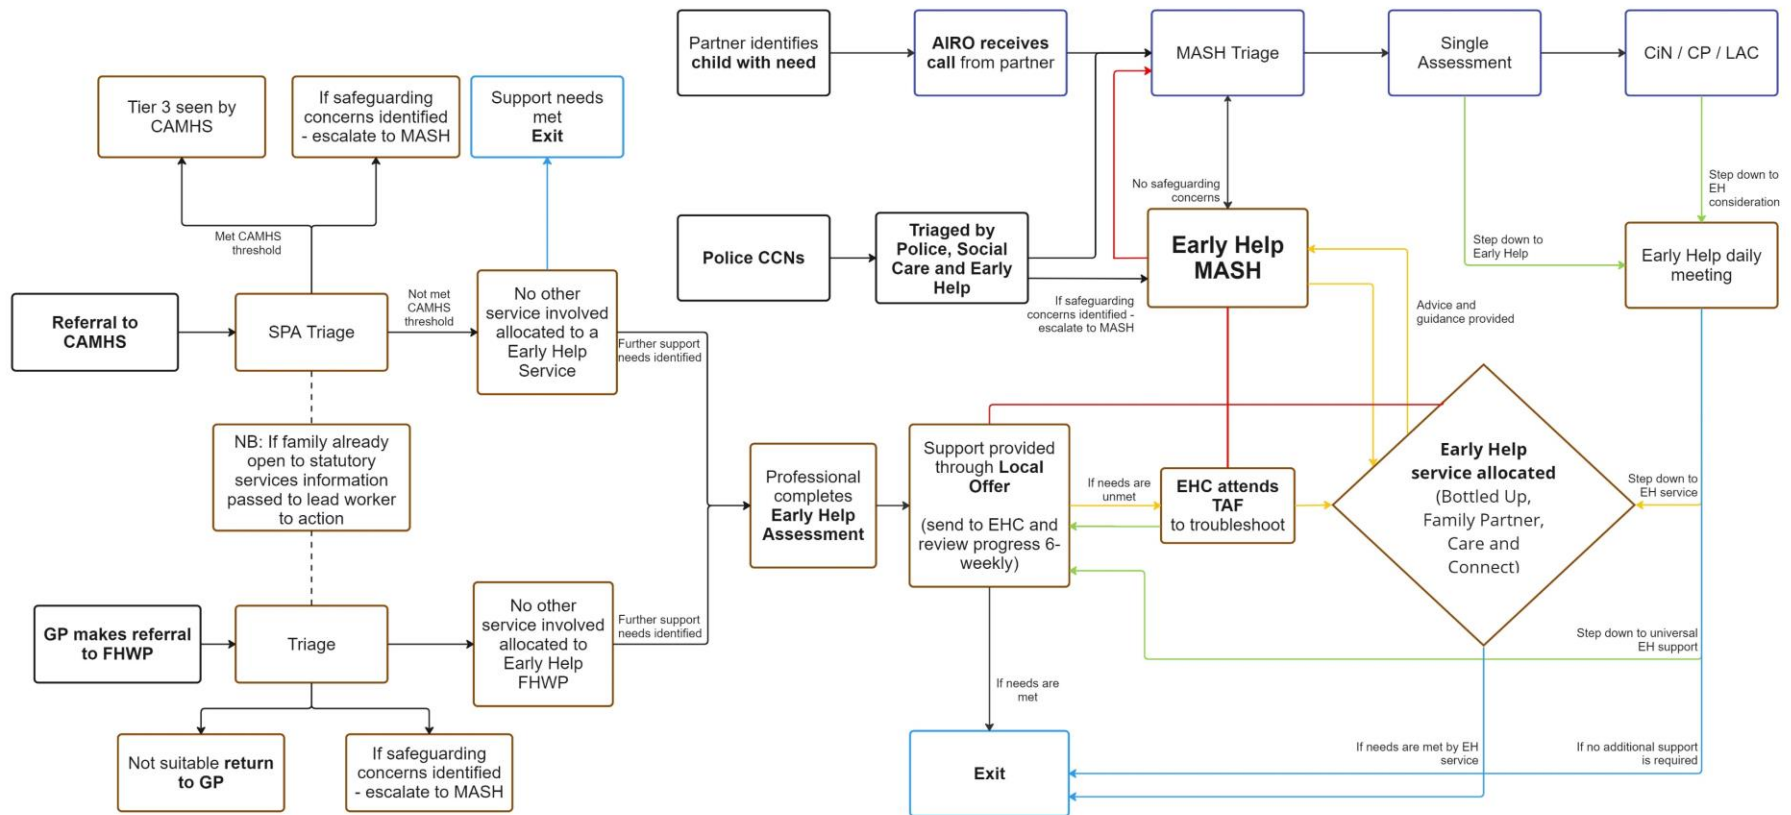 Partner identifies
child with need
AIRO receives
call from partner
MASH Triage
Single
Assessment
CiN / CP / LAC
Tier 3 seen by
CAMHS
If safeguarding
concerns identified
- escalate to MASH
Support needs
met
Exit
Met CAMHS
threshold
No safeguarding
concerns
Step down to
EH
consideration
Police CCNs
Triaged by
Police, Social
Care and Early
Help
Early Help
MASH
Step down to
Early Help
Early Help daily
meeting
If safeguarding
concerns identified -
escalate to MASH
Advice and
guidance provided
Referral to
CAMHS
SPA Triage
Not met
CAMHS
threshold
No other
service involved
allocated to a
Early Help
Service
Further support
needs identified
NB: If family already
open to statutory
services information
passed to lead worker
to action
Professional
completes
Early Help
Assessment
Support provided
through Local
Offer
(send to EHC and
review progress 6-
weekly)
If needs are
unmet
EHC attends
TAF
to troubleshoot
Early Help
service allocated
(Bottled Up,
Family Partner,
Care and
Connect)
Step down to
EH service
GP makes referral
to FHWP
Triage
No other
service involved
allocated to
Early Help
FHWP
Further support
needs identified
Step down to universal
EH support
If needs are
met
Not suitable return
to GP
If safeguarding
concerns identified
- escalate to MASH
Exit
If needs are met by EH
service
If no additional support
is required